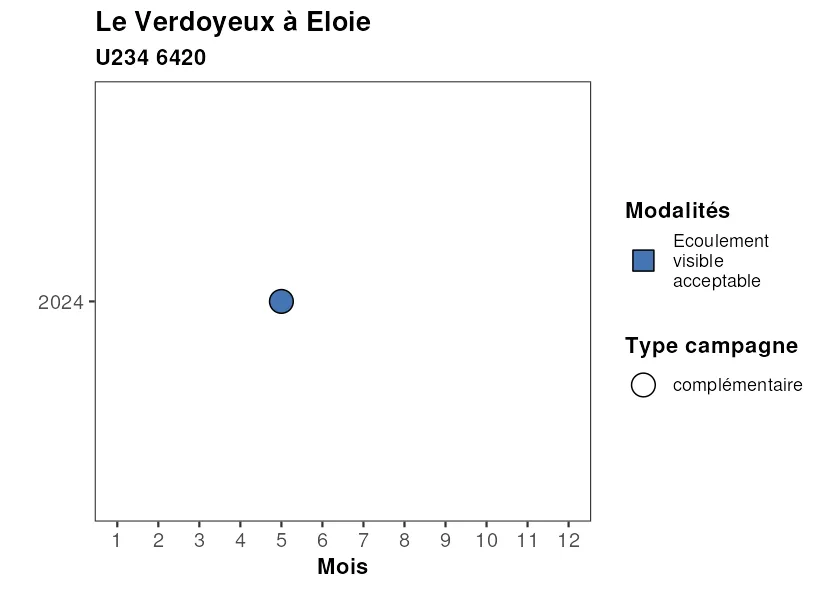 Le Verdoyeux à Eloie
U234 6420
2024
1 2 3 4 5 6 7 8 9 10 11 12
Mois
Modalités
Ecoulement
visible
acceptable
Type campagne
complémentaire